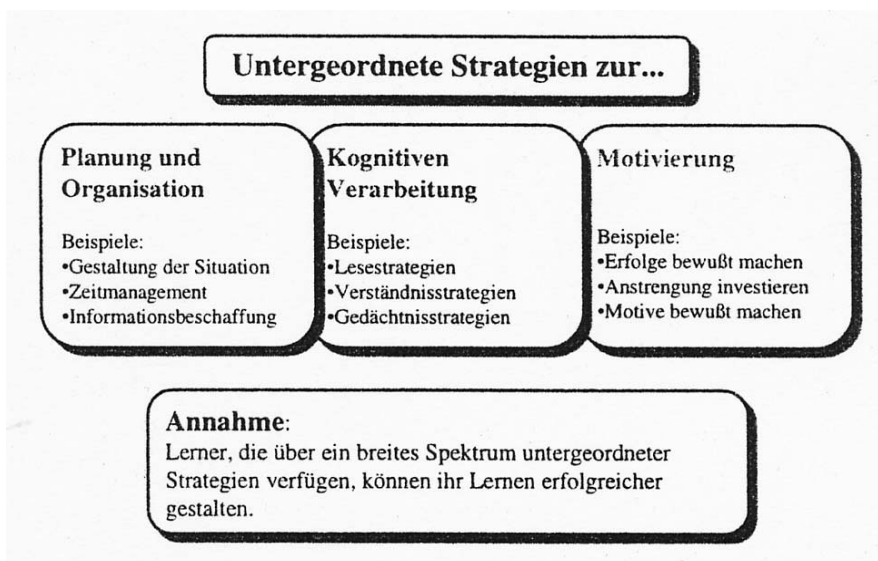 Untergeordnete Strategien zur...
Planung und
Organisation
Beispiele:
•Gestaltung der Situation
•Zeitmanagement
•Informationsbeschaffung
Kognitiven
Verarbeitung
Beispiele:
•Lesestrategien
•Verständnisstrategien
•Gedächtnisstrategien
Motivierung
Beispiele:
•Erfolge bewußt machen
•Anstrengung investieren
•Motive bewußt machen
Annahme:
Lerner, die über ein breites Spektrum untergeordneter
Strategien verfügen, können ihr Lernen erfolgreicher
gestalten.